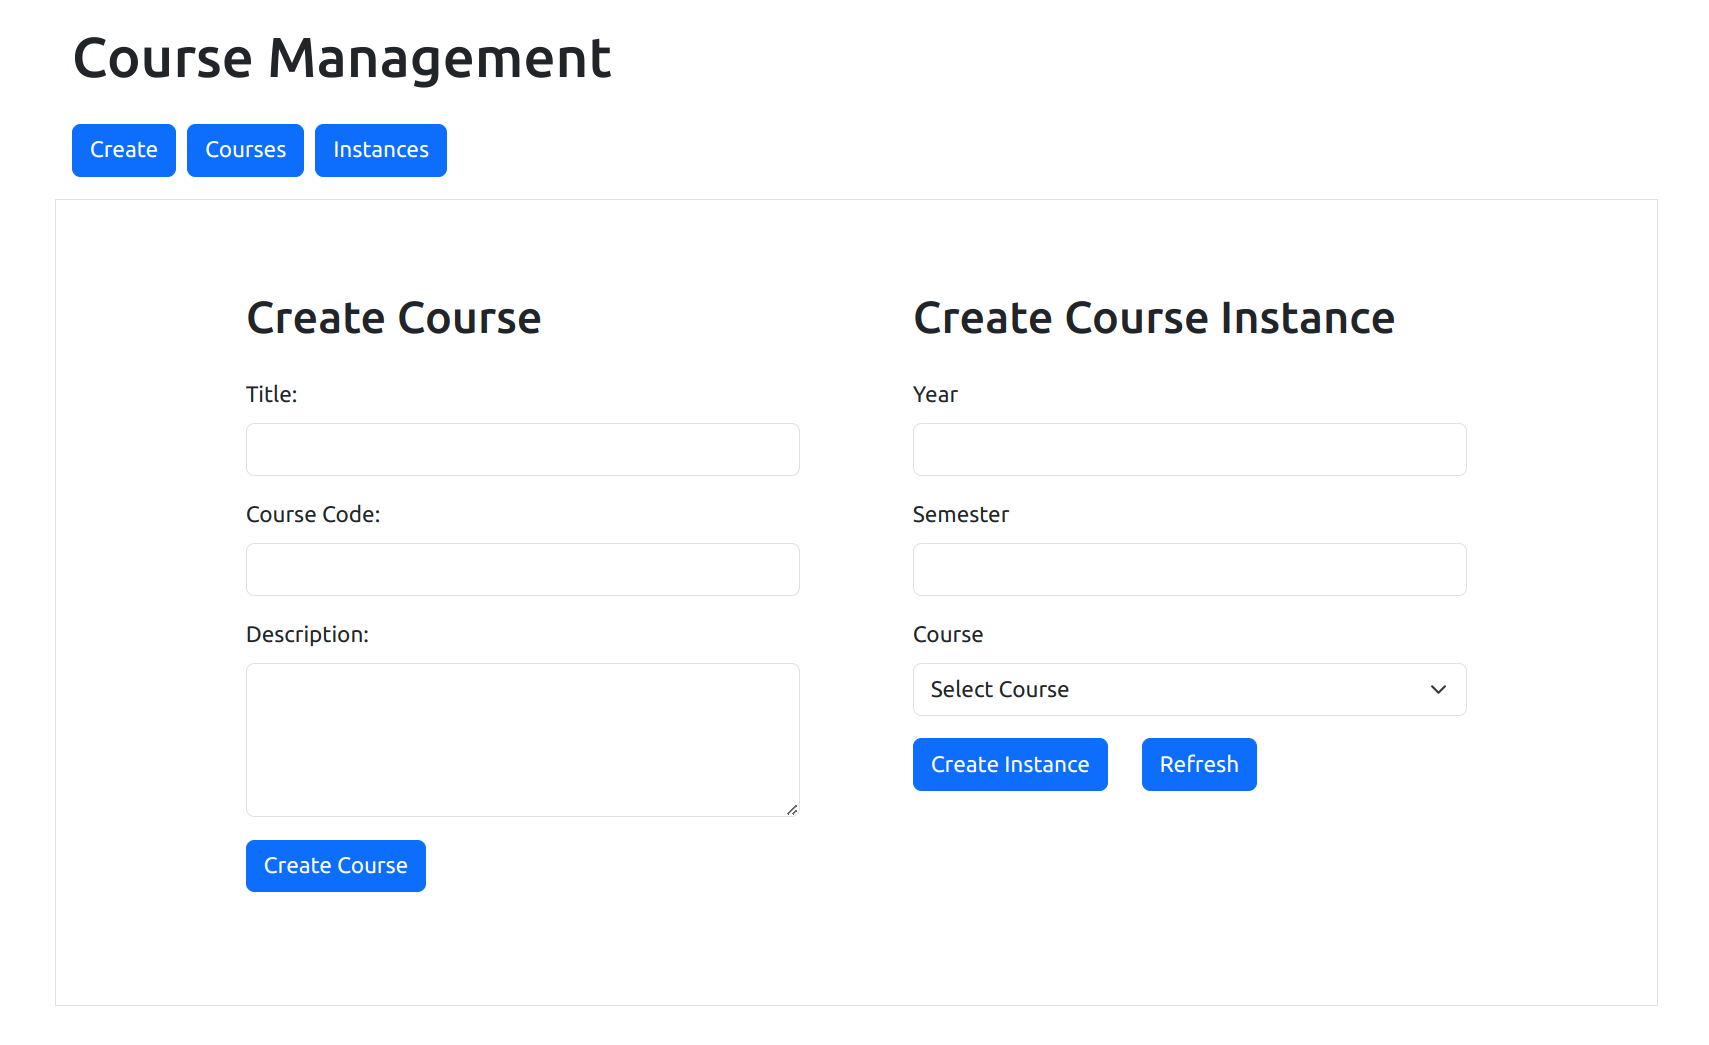 Course Management
Create Courses Instances
Create Course
Title:
Course Code:
Description:
Create Course
Create Course Instance
Year
Semester
Course
Select Course
Create Instance Refresh